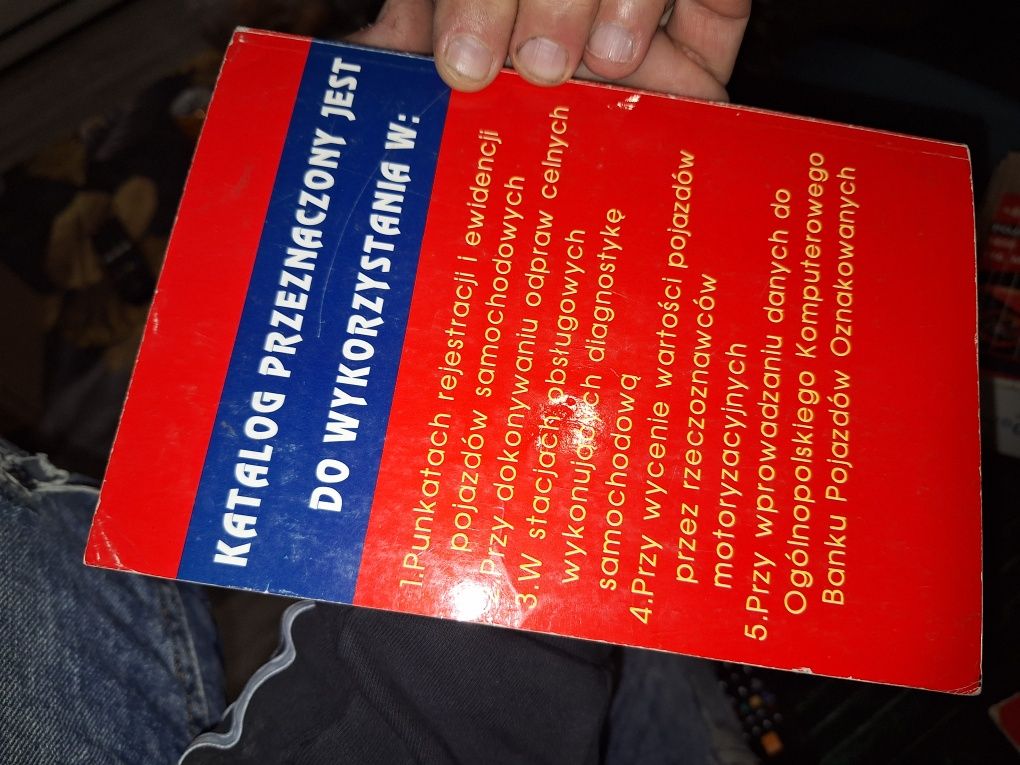 KATALOG PRZEZNACZONY JEST
DO WYKORZYSTANIA W:
1.Punkatach rejestracji i ewidencji
pojazdów samochodowych
2.Przy dokonywaniu odpraw celnych
3.W stacjach obsługowych
wykonujących diagnostykę
samochodową
4.Przy wycenie wartości pojazdów
przez rzeczoznawców
motoryzacyjnych
5.Przy wprowadzaniu danych do
Ogólnopolskiego Komputerowego
Banku Pojazdów Oznakowanych